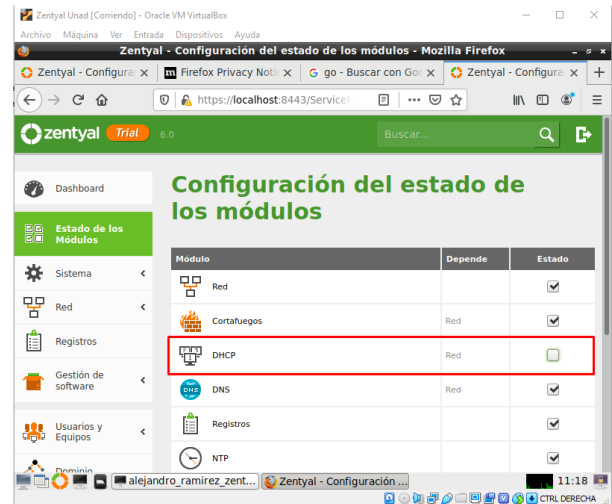 Zentyal Unad [Corriendo] - Oracle VM VirtualBox
Archivo Máquina Ver Entrada Dispositivos Ayuda
Zentyal - Configuración del estado de los módulos - Mozilla Firefox
Zentyal - Configura Firefox Privacy Notic go - Buscar con Goo Zentyal - Configura
https://localhost:8443/Service
zentyal Trial 6.0 Buscar...
Dashboard
Estado de los
Módulos
Sistema
Red
Registros
Gestión de
software
Usuarios y
Equipos
Dominio
Configuración del estado de
los módulos
Módulo Depende Estado
Red
Cortafuegos Red
DHCP Red
DNS Red
Registros
NTP
alejandro_ramirez_zent... Zentyal - Configuración ... 11:18
CTRL DERECHA